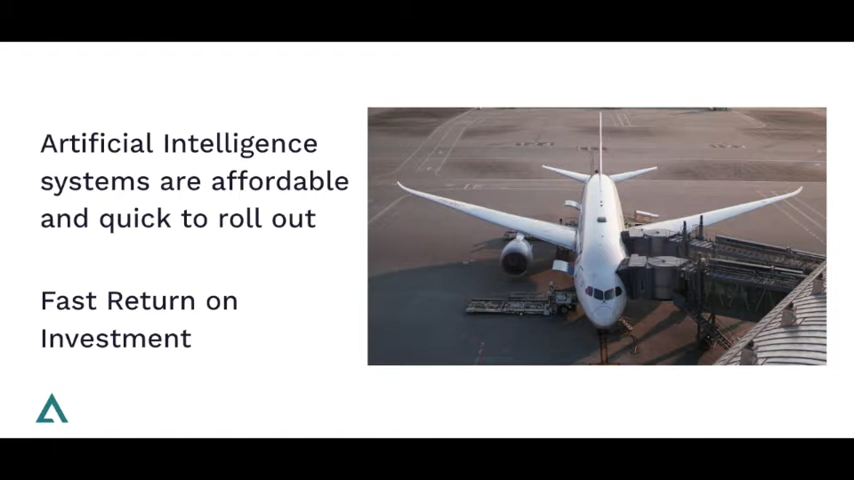 Artificial Intelligence
systems are affordable
and quick to roll out
Fast Return on
Investment